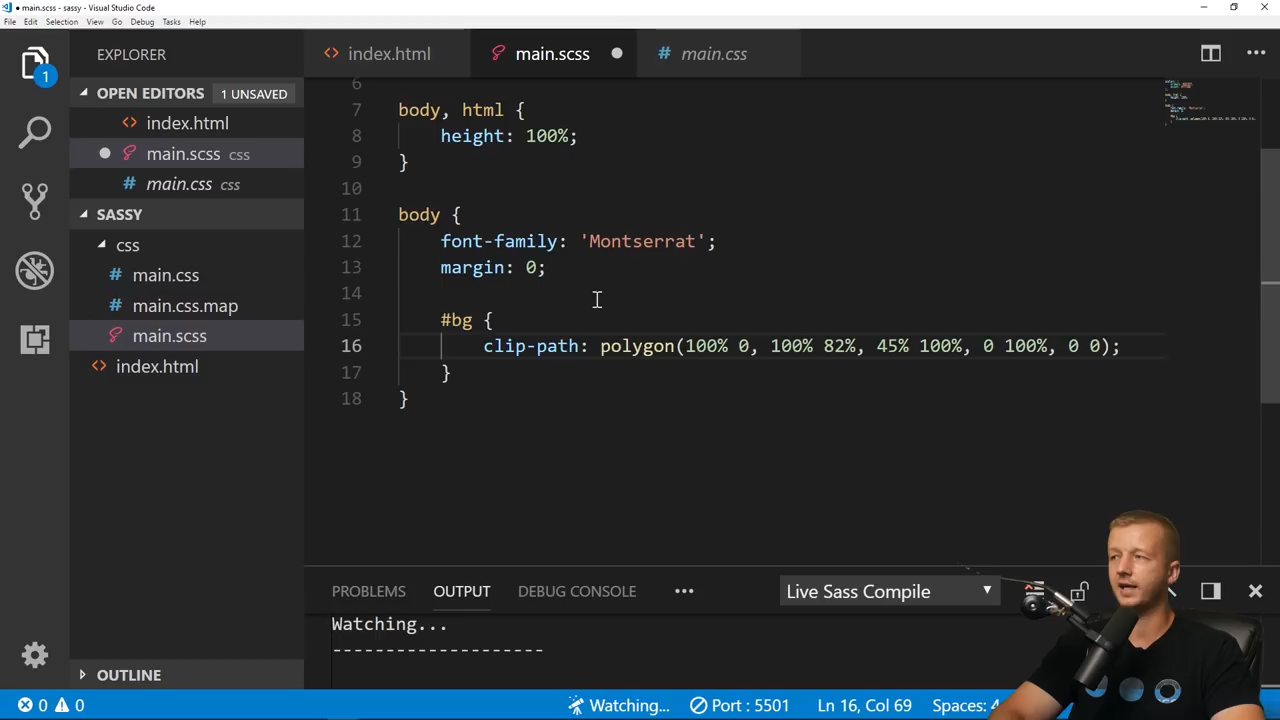 main.scss - sassy - Visual Studio Code
File Edit Selection View Go Debug Tasks Help
EXPLORER
index.html
main.scss
main.css
1
OPEN EDITORS 1 UNSAVED
index.html
main.scss css
main.css css
SASSY
css
main.css
main.css.map
main.scss
index.html
OUTLINE
6
7 body, html {
8 height: 100%;
9 }
10
11 body {
12 font-family: 'Montserrat';
13 margin: 0;
14
15 #bg {
16 clip-path: polygon(100% 0, 100% 82%, 45% 100%, 0 100%, 0 0);
17 }
18 }
PROBLEMS OUTPUT DEBUG CONSOLE Live Sass Compile
Watching...
--------------------
0 0 Watching... Port : 5501 Ln 16, Col 69 Spaces: 4